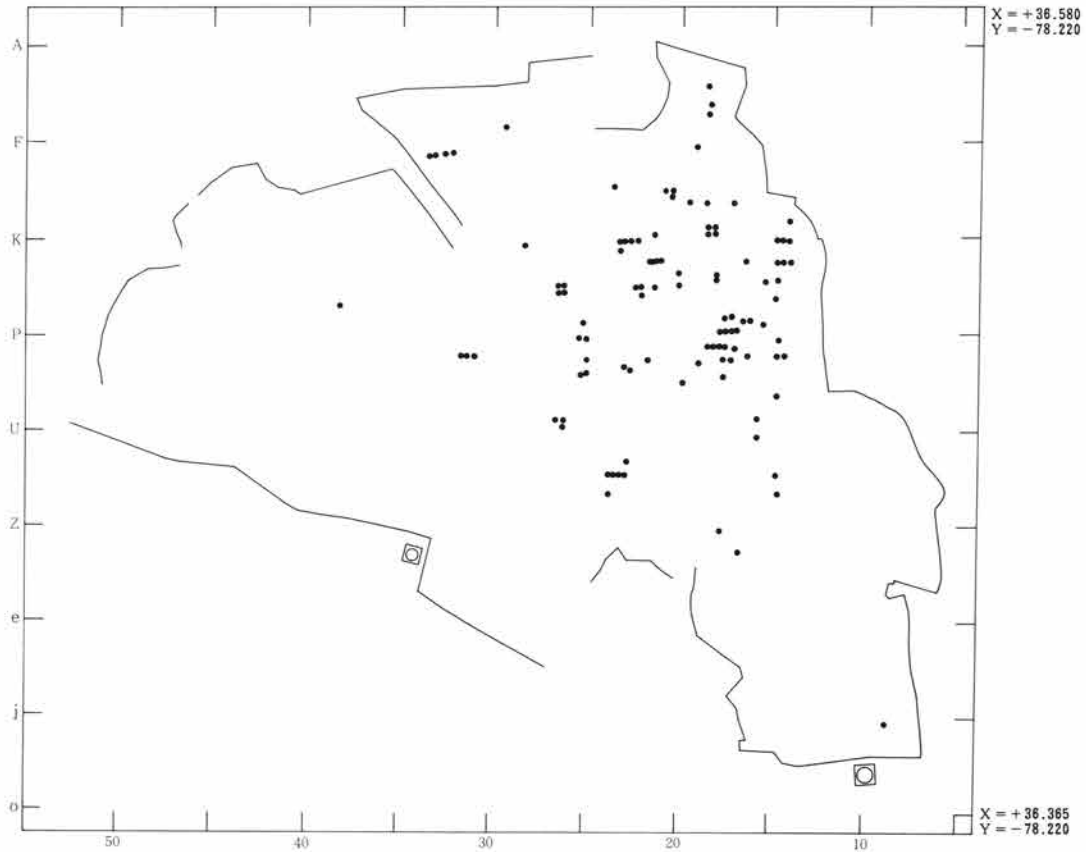 X = +36.580
Y = −78.220
A
F
K
P
U
Z
e
j
o
X = +36.365
Y = −78.220
50
40
30
20
10